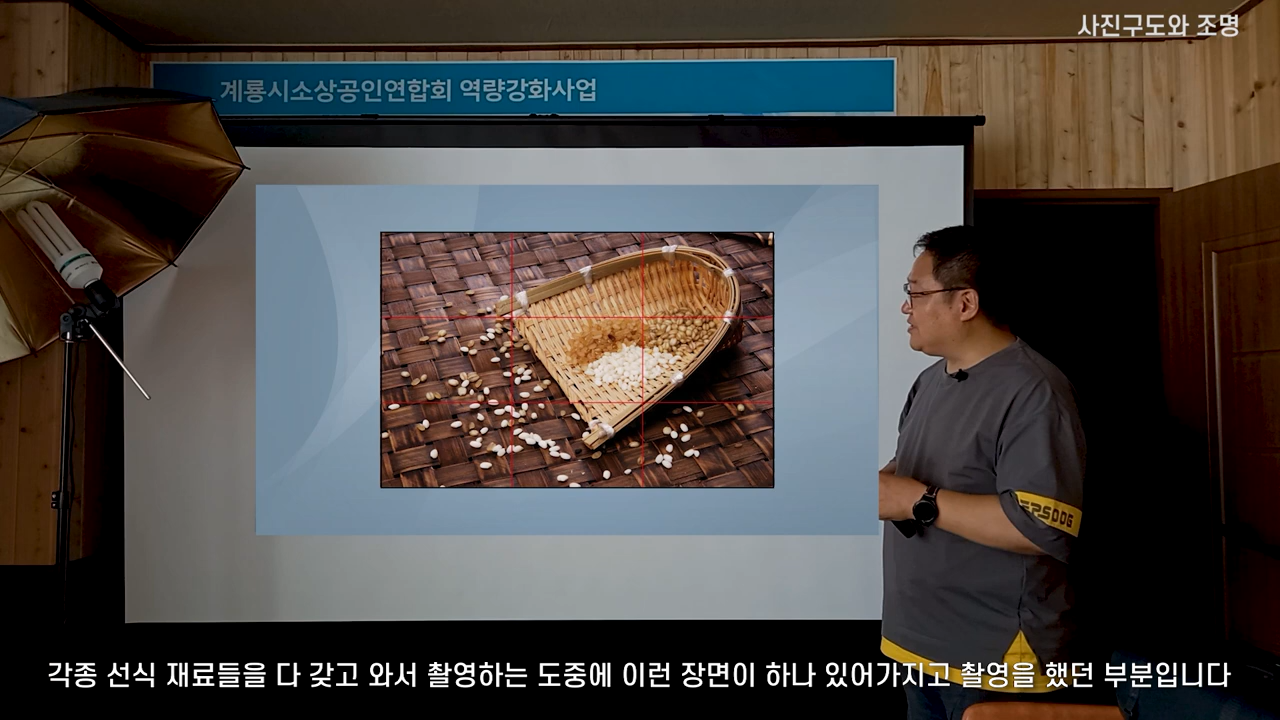 사진구도와 조명
계룡시소상공인연합회 역량강화사업
각종 선식 재료들을 다 갖고 와서 촬영하는 도중에 이런 장면이 하나 있어가지고 촬영을 했던 부분입니다